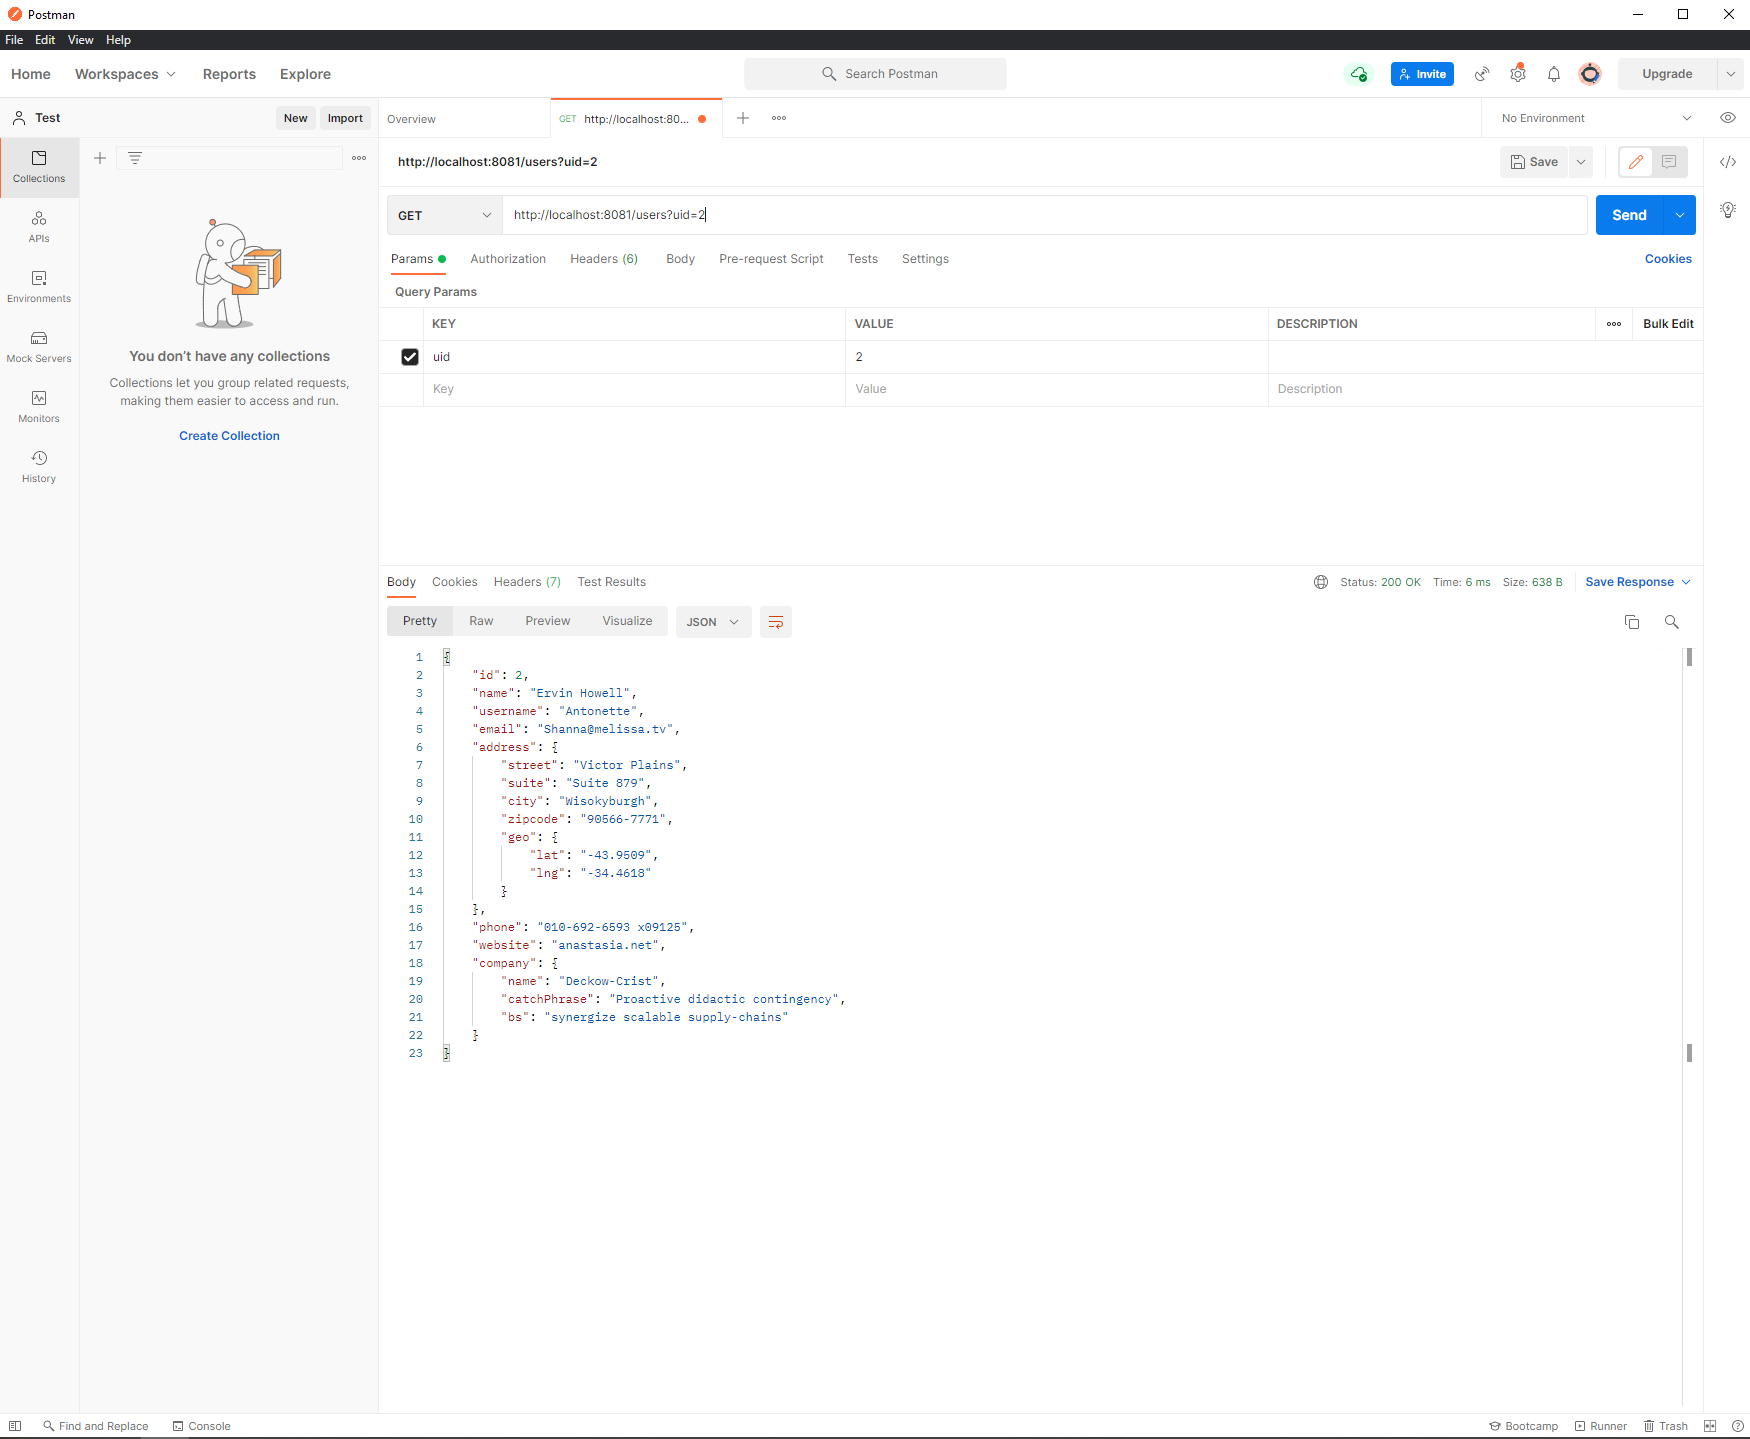 Postman
File Edit View Help
Home Workspaces Reports Explore Search Postman Invite Upgrade
Test New Import Overview GET http://localhost:80... No Environment
http://localhost:8081/users?uid=2 Save
GET http://localhost:8081/users?uid=2 Send
Params Authorization Headers (6) Body Pre-request Script Tests Settings Cookies
Query Params
KEY VALUE DESCRIPTION Bulk Edit
uid 2
Key Value Description
Collections
APIs
Environments
Mock Servers
Monitors
History
You don’t have any collections
Collections let you group related requests,
making them easier to access and run.
Create Collection
Body Cookies Headers (7) Test Results Status: 200 OK Time: 6 ms Size: 638 B Save Response
Pretty Raw Preview Visualize JSON
1 {
2 "id": 2,
3 "name": "Ervin Howell",
4 "username": "Antonette",
5 "email": "Shanna@melissa.tv",
6 "address": {
7 "street": "Victor Plains",
8 "suite": "Suite 879",
9 "city": "Wisokyburgh",
10 "zipcode": "90566-7771",
11 "geo": {
12 "lat": "-43.9509",
13 "lng": "-34.4618"
14 }
15 },
16 "phone": "010-692-6593 x09125",
17 "website": "anastasia.net",
18 "company": {
19 "name": "Deckow-Crist",
20 "catchPhrase": "Proactive didactic contingency",
21 "bs": "synergize scalable supply-chains"
22 }
23 }
Find and Replace Console Bootcamp Runner Trash